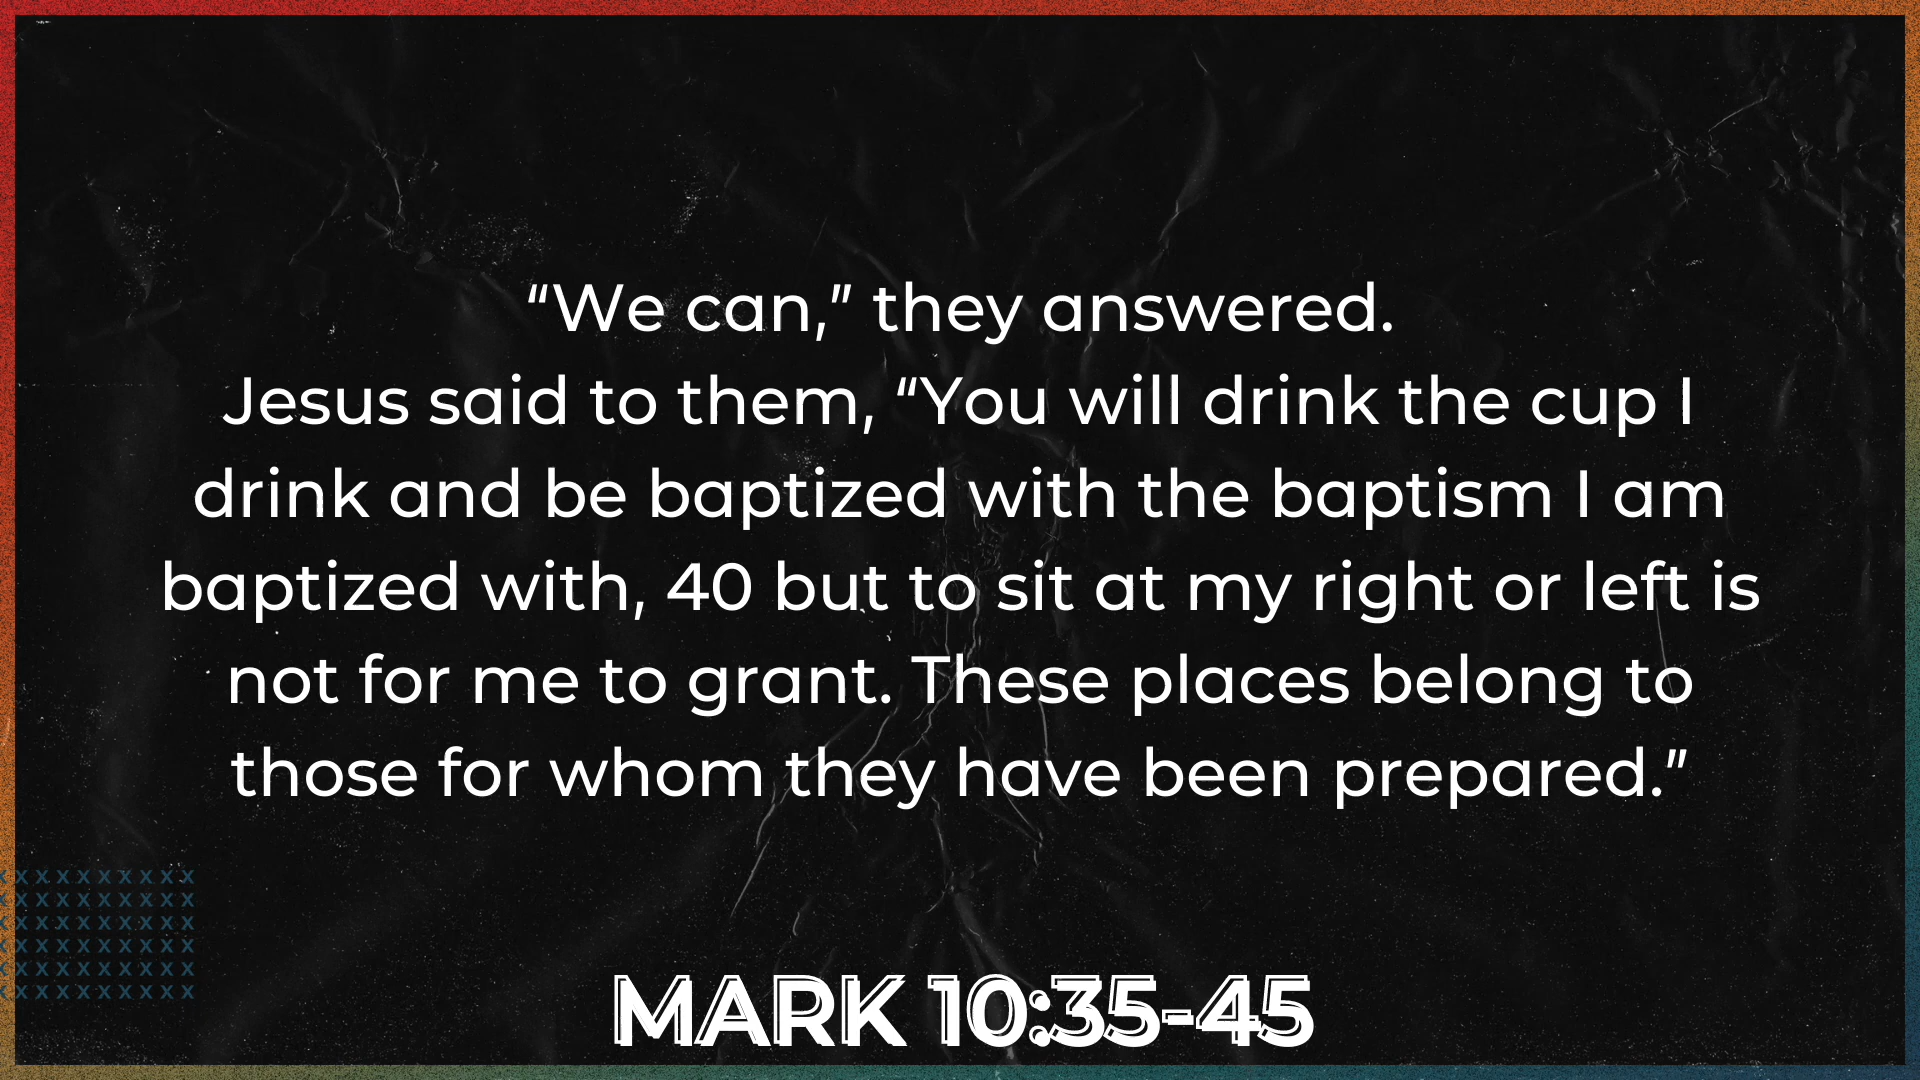 “We can,” they answered.
Jesus said to them, “You will drink the cup I
drink and be baptized with the baptism I am
baptized with, 40 but to sit at my right or left is
not for me to grant. These places belong to
those for whom they have been prepared.”
MARK 10:35-45